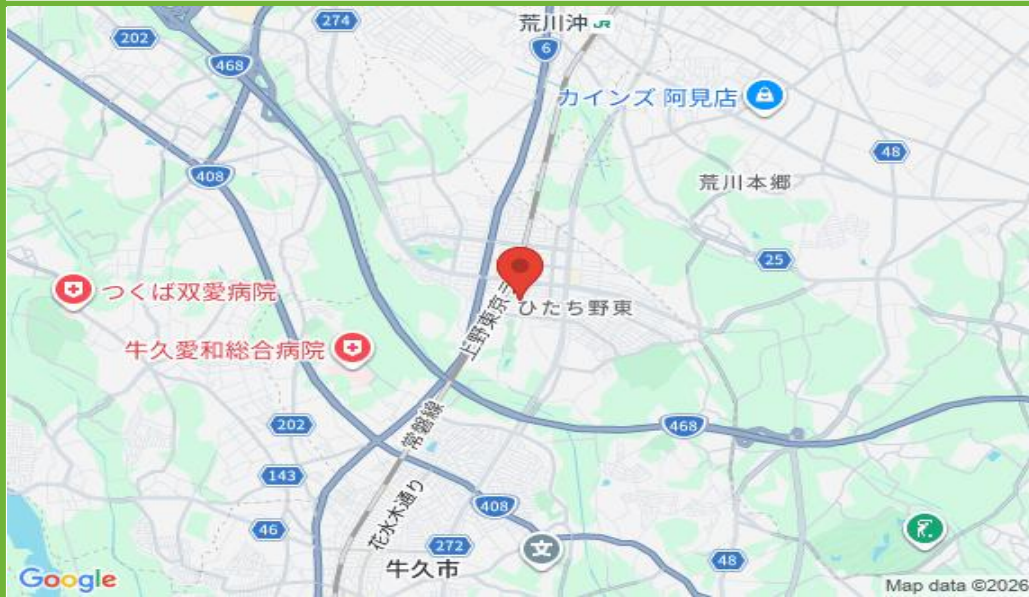 274
荒川沖 JR
202
6
468
カインズ 阿見店
408
48
荒川本郷
25
つくば双愛病院
上野東京
ひたち野東
牛久愛和総合病院
202
常磐線
468
143
花水木通り
408
46
272
牛久市
文
48
Google
Map data ©2026